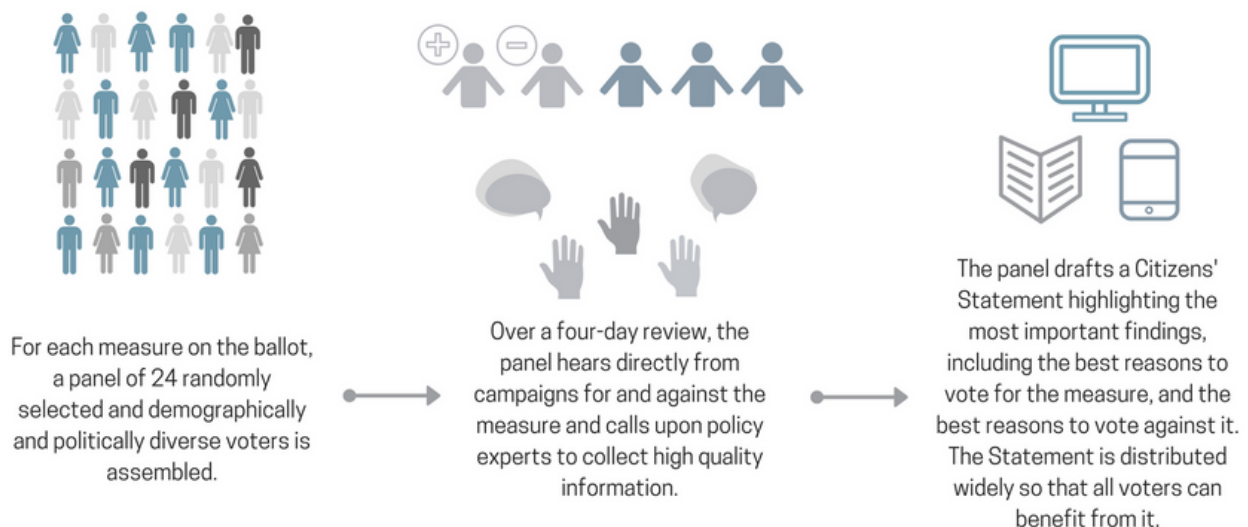 For each measure on the ballot,
a panel of 24 randomly
selected and demographically
and politically diverse voters is
assembled.
Over a four-day review, the
panel hears directly from
campaigns for and against the
measure and calls upon policy
experts to collect high quality
information.
The panel drafts a Citizens'
Statement highlighting the
most important findings,
including the best reasons to
vote for the measure, and the
best reasons to vote against it.
The Statement is distributed
widely so that all voters can
benefit from it.